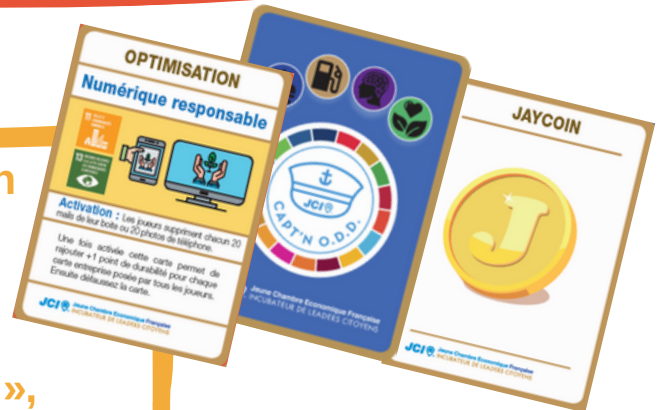 OPTIMISATION
Numérique responsable
Activation : Les joueurs suppriment chacun 20
mails de leur boite ou 20 photos de téléphone.
Une fois activée cette carte permet de
rajouter +1 point de durabilité pour chaque
carte entreprise posée par tous les joueurs.
Ensuite défaussez la carte.
JCI Jeune Chambre Economique Française
INCUBATEUR DE LEADERS CITOYENS
JCI
CAPT'N O.D.D.
Jeune Chambre Economique Française
INCUBATEUR DE LEADERS CITOYENS
JAYCOIN
J
JCI Jeune Chambre Economique Française
INCUBATEUR DE LEADERS CITOYENS
n
»,